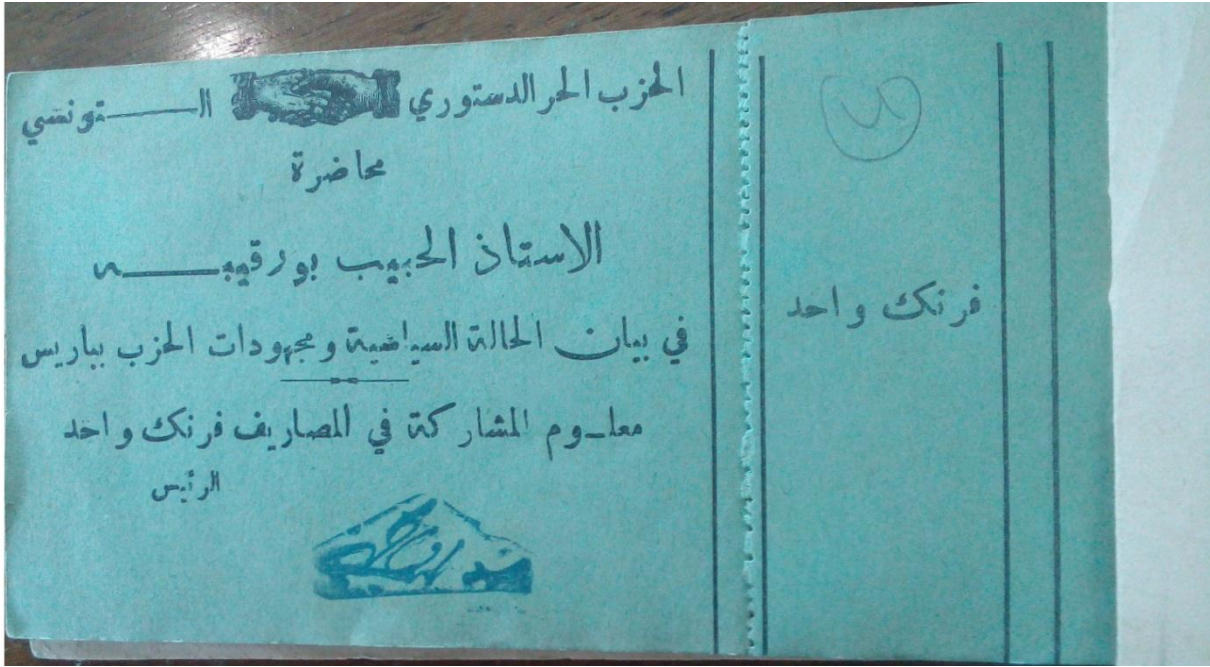 الحزب الحر الدستوري التونسي
محاضرة
الاستاذ الحبيب بورقيبه
في بيان الحالة السياسية ومجهودات الحزب بباريس
معلوم المشاركة في المصاريف فرنك واحد
الرئيس
فرنك واحد